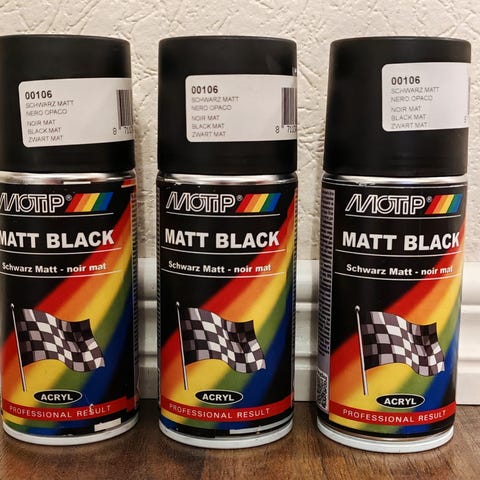 00106
SCHWARZ MATT
NERO OPACO
NOIR MAT
BLACK MAT
ZWART MAT
MOTIP®
MATT BLACK
Schwarz Matt - noir mat
ACRYL
PROFESSIONAL RESULT
00106
SCHWARZ MATT
NERO OPACO
NOIR MAT
BLACK MAT
ZWART MAT
MOTIP®
MATT BLACK
Schwarz Matt - noir mat
ACRYL
PROFESSIONAL RESULT
00106
SCHWARZ MATT
NERO OPACO
NOIR MAT
BLACK MAT
ZWART MAT
MOTIP®
MATT BLACK
Schwarz Matt - noir mat
ACRYL
PROFESSIONAL RESULT